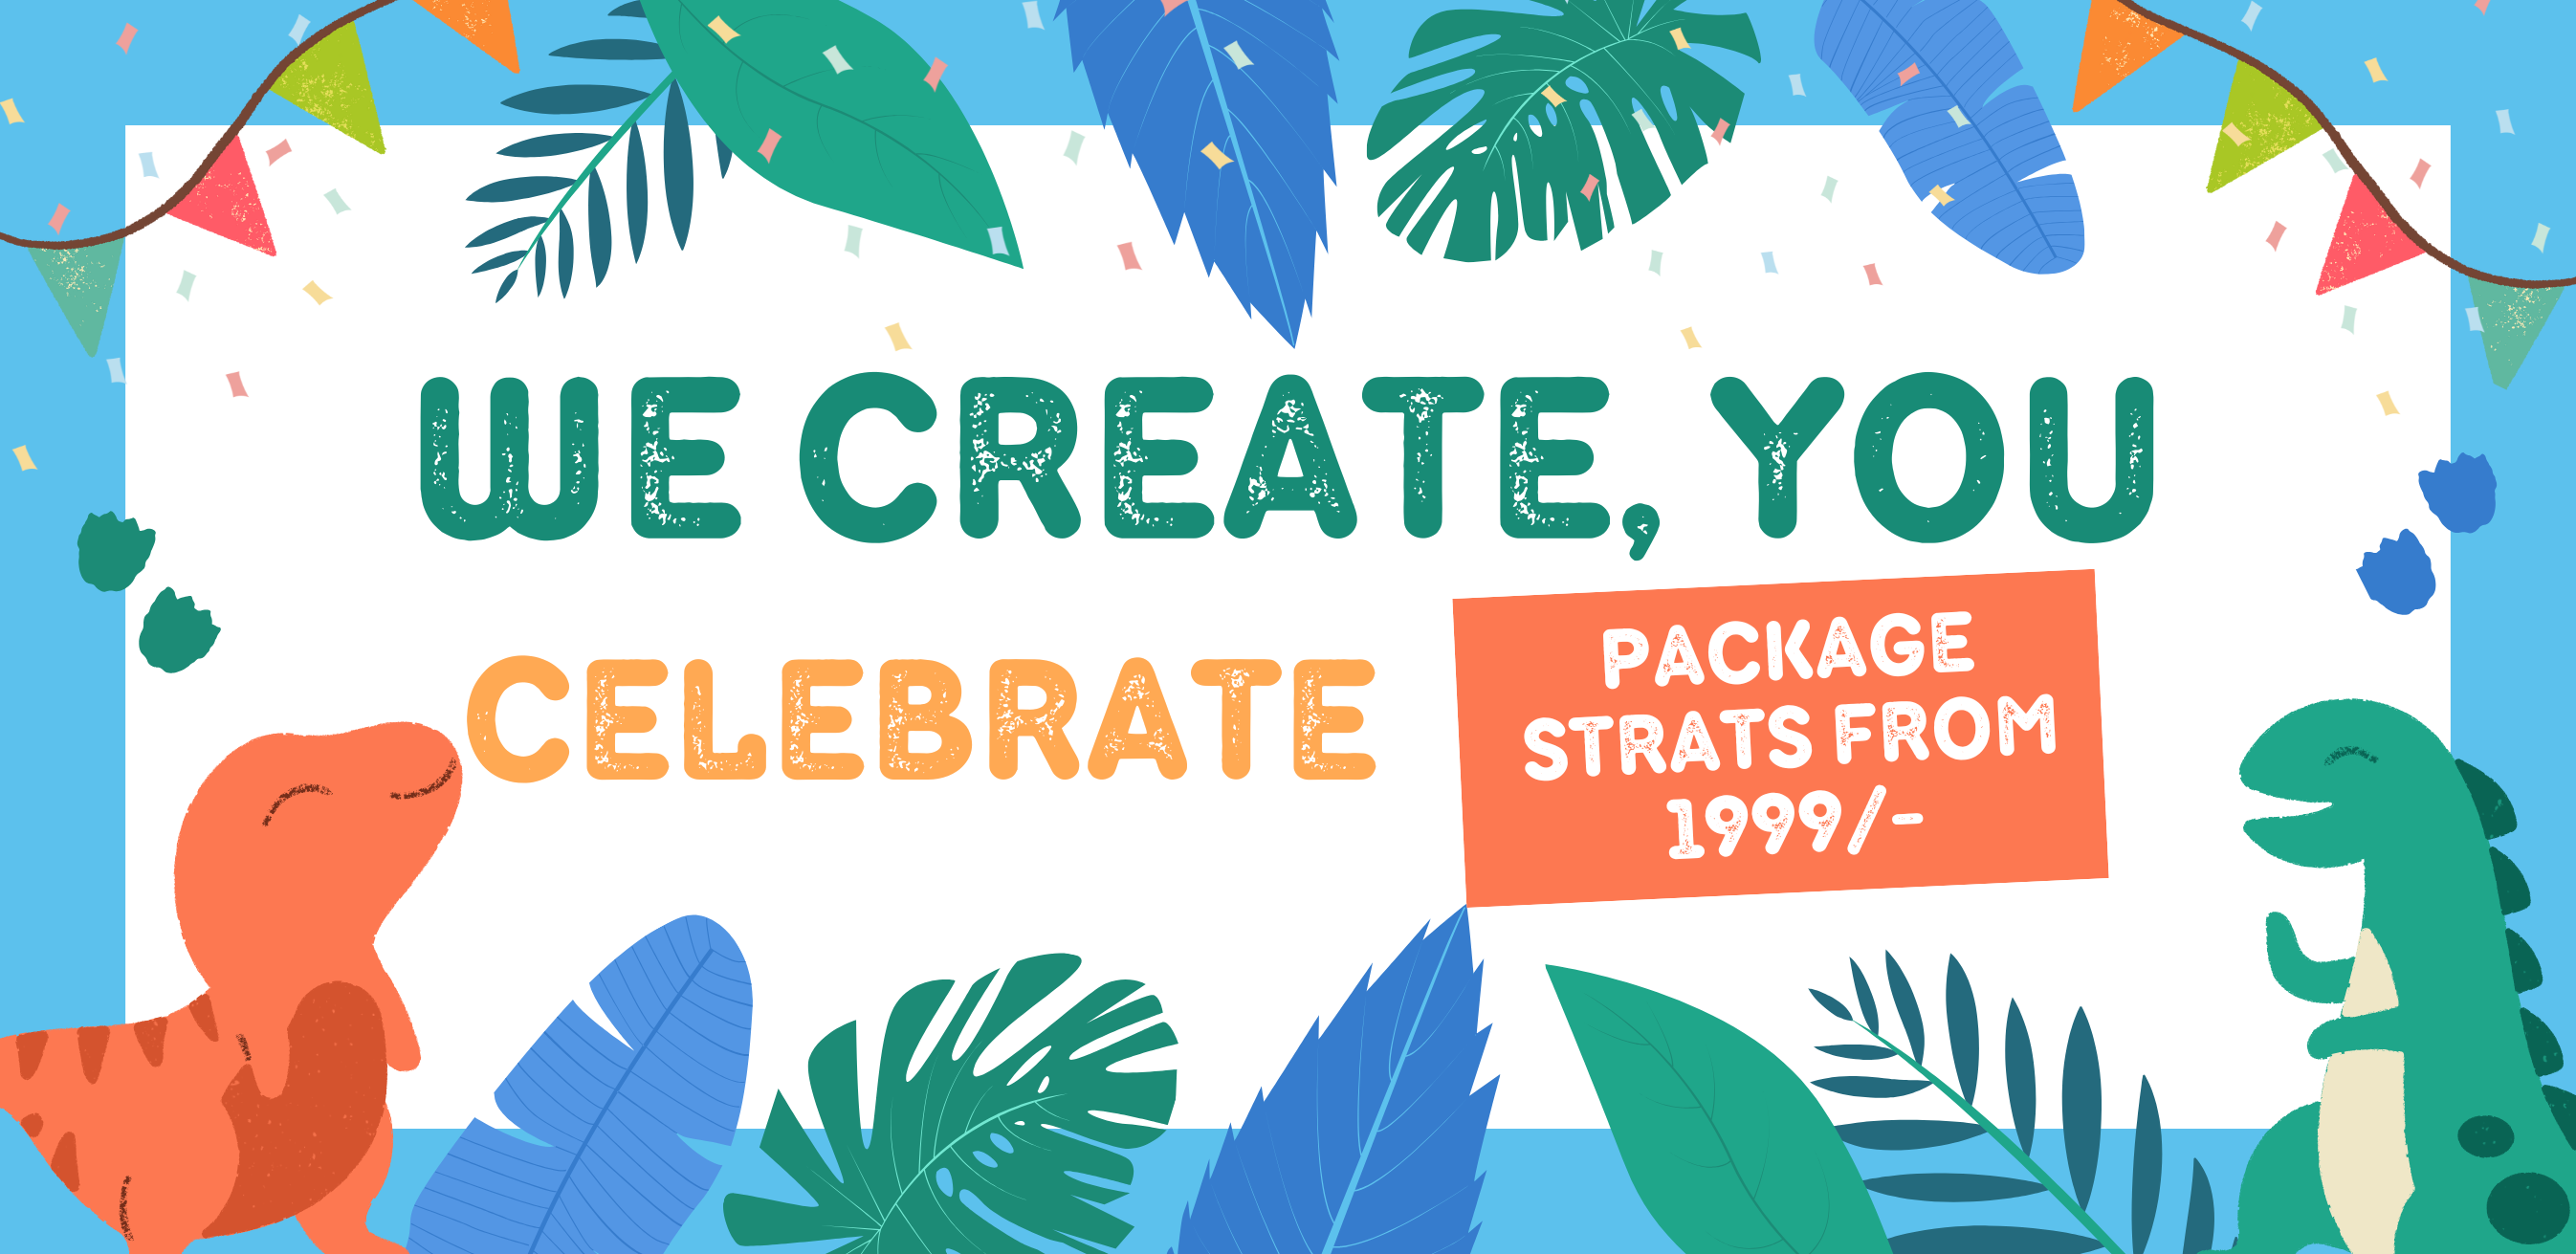 WE CREATE, YOU
CELEBRATE
PACKAGE
STRATS FROM
1999/-